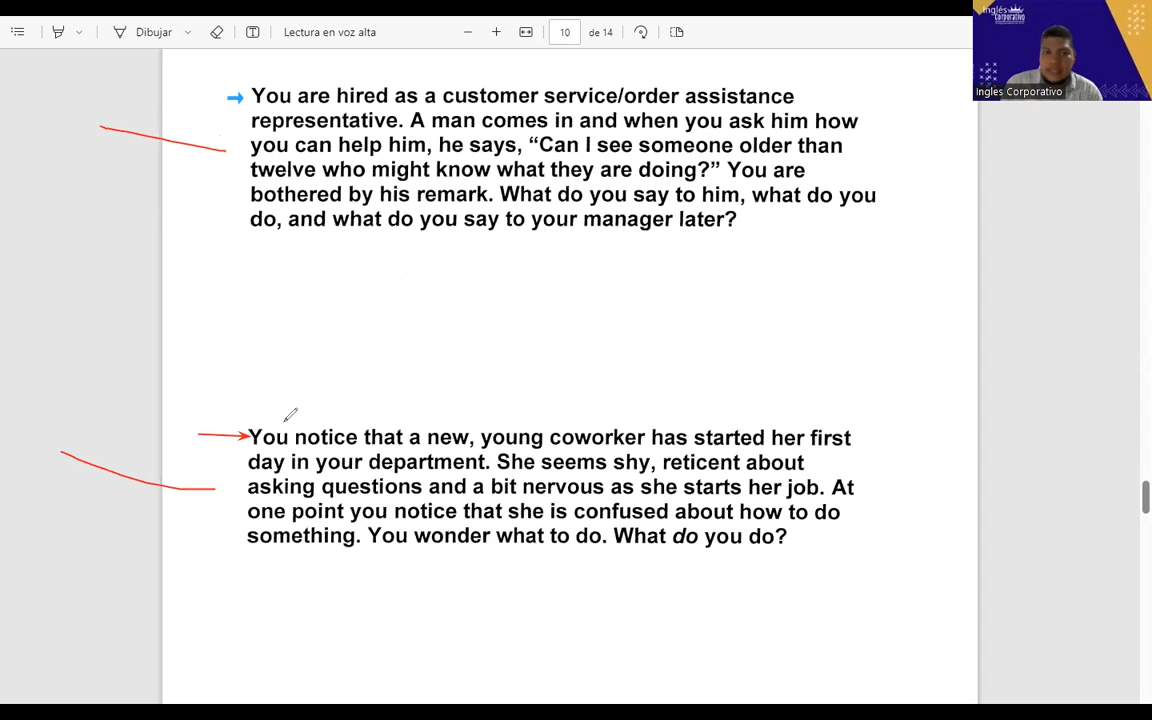 Dibujar
Lectura en voz alta
10
de 14
Inglés
Corporativo
Ingles Corporativo
You are hired as a customer service/order assistance
representative. A man comes in and when you ask him how
you can help him, he says, “Can I see someone older than
twelve who might know what they are doing?” You are
bothered by his remark. What do you say to him, what do you
do, and what do you say to your manager later?
You notice that a new, young coworker has started her first
day in your department. She seems shy, reticent about
asking questions and a bit nervous as she starts her job. At
one point you notice that she is confused about how to do
something. You wonder what to do. What do you do?